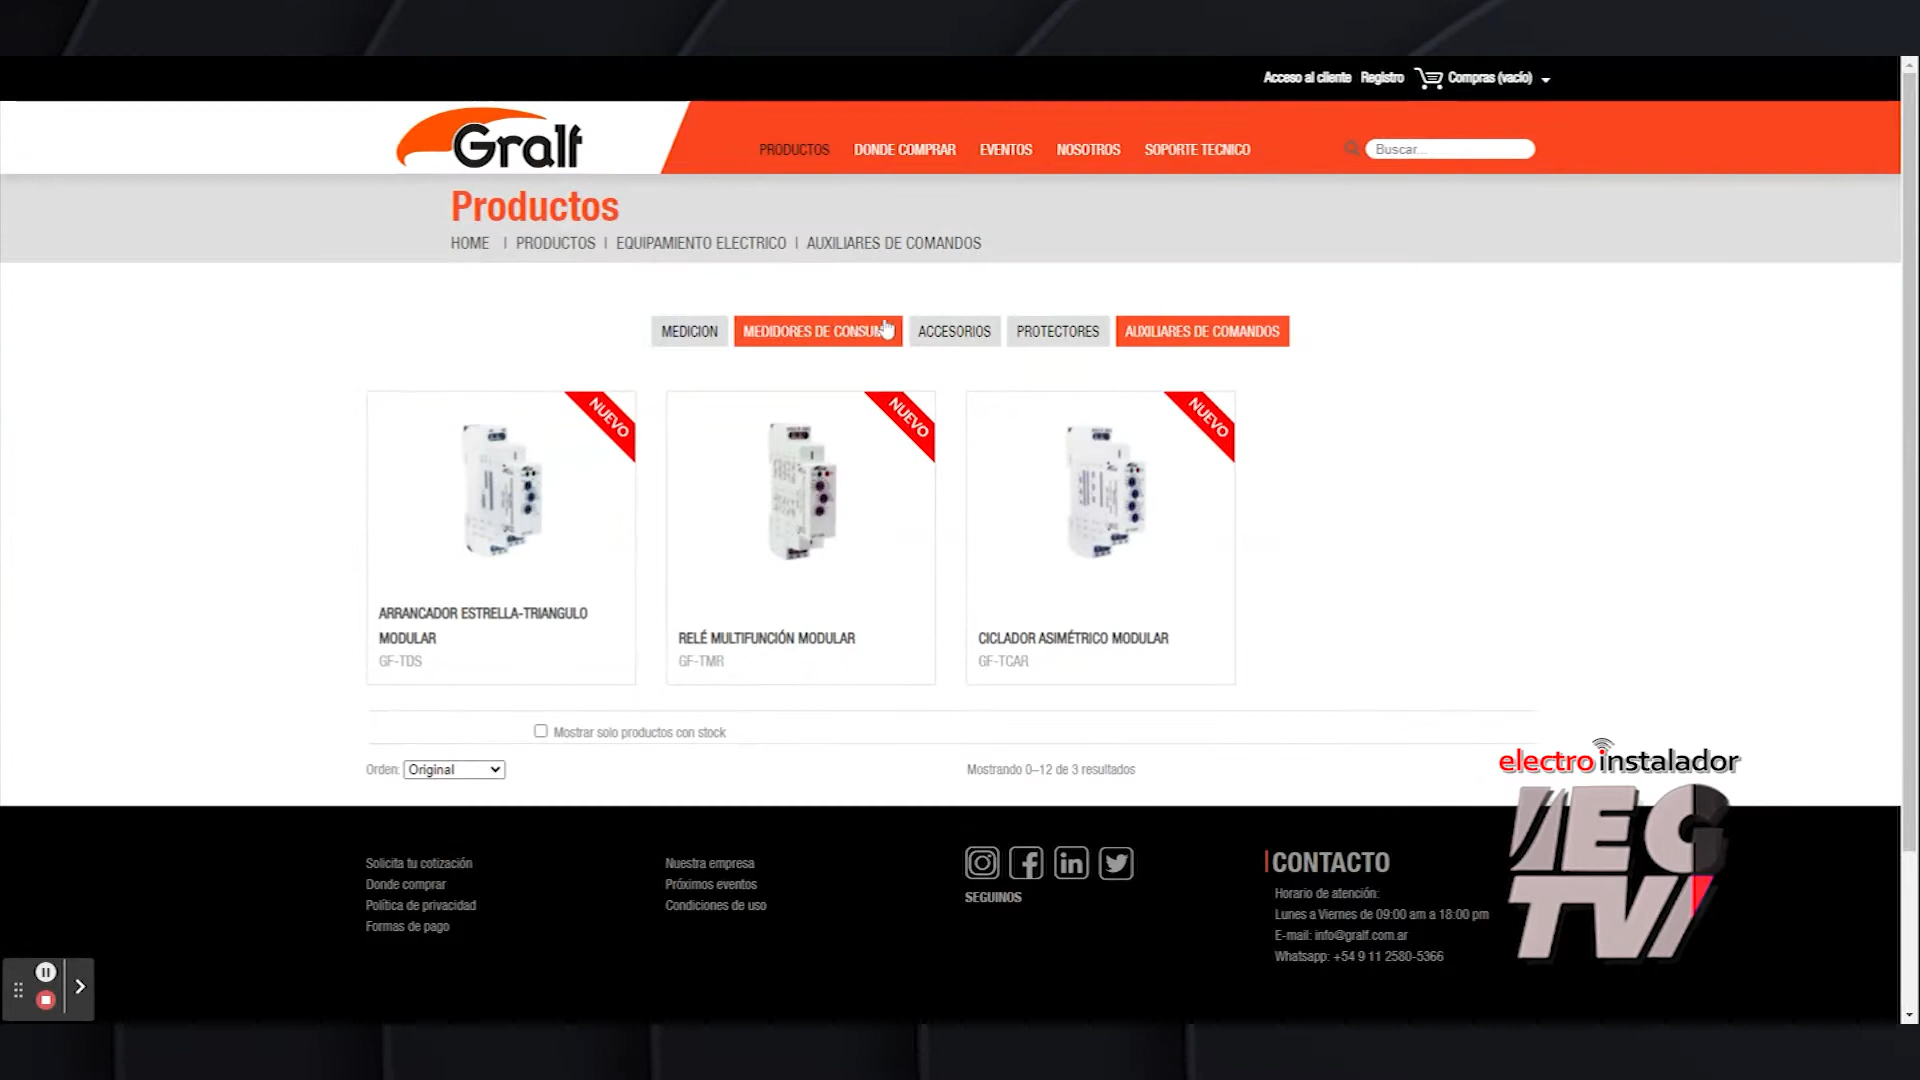 Acceso al cliente Registro Compras (vacío)
Gralf
PRODUCTOS DONDE COMPRAR EVENTOS NOSOTROS SOPORTE TECNICO
Buscar...
Productos
HOME | PRODUCTOS | EQUIPAMIENTO ELECTRICO | AUXILIARES DE COMANDOS
MEDICION MEDIDORES DE ACCESORIOS PROTECTORES AUXILIARES DE COMANDOS
NUEVO NUEVO NUEVO
ARRANCADOR ESTRELLA-TRIANGULO
MODULAR
GF-TDS
RELÉ MULTIFUNCIÓN MODULAR
GF-TMR
CICLADOR ASIMÉTRICO MODULAR
GF-TCAR
Mostrar solo productos con stock
Orden: Original
Mostrando 0–12 de 3 resultados
electro instalador
IEC
TV
Solicita tu cotización
Donde comprar
Política de privacidad
Formas de pago
Nuestra empresa
Próximos eventos
Condiciones de uso
SEGUINOS
CONTACTO
Horario de atención:
Lunes a Viernes de 09:00 am a 18:00 pm
E-mail: info@gralf.com.ar
Whatsapp: +54 9 11 2580-5366